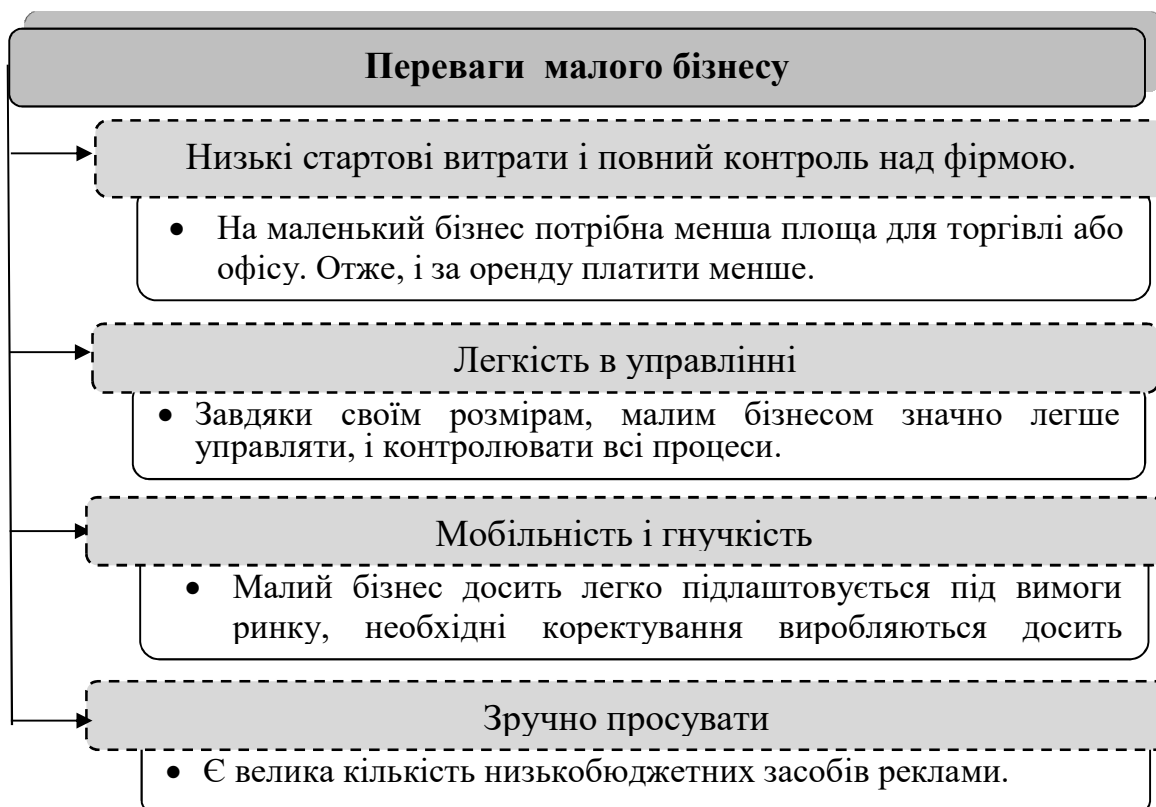 Переваги малого бізнесу
Низькі стартові витрати і повний контроль над фірмою.
• На маленький бізнес потрібна менша площа для торгівлі або
офісу. Отже, і за оренду платити менше.
Легкість в управлінні
• Завдяки своїм розмірам, малим бізнесом значно легше
управляти, і контролювати всі процеси.
Мобільність і гнучкість
• Малий бізнес досить легко підлаштовується під вимоги
ринку, необхідні коректування виробляються досить
Зручно просувати
• Є велика кількість низькобюджетних засобів реклами.